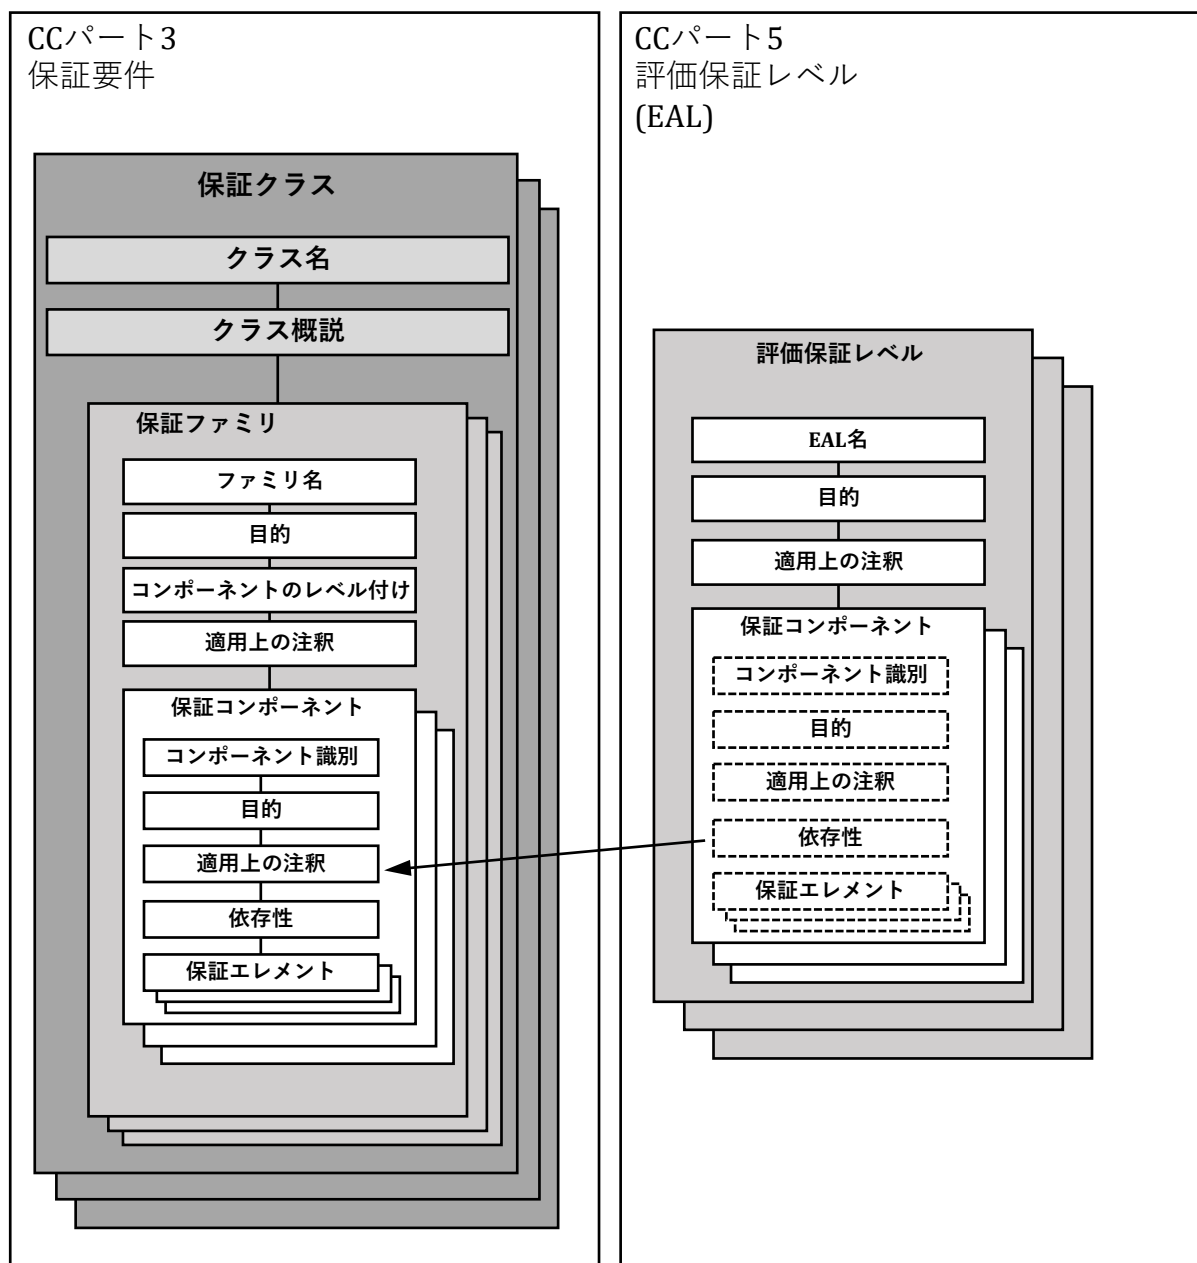 CCパート3
保証要件
保証クラス
クラス名
クラス概説
保証ファミリ
ファミリ名
目的
コンポーネントのレベル付け
適用上の注釈
保証コンポーネント
コンポーネント識別
目的
適用上の注釈
依存性
保証エレメント
CCパート5
評価保証レベル
(EAL)
評価保証レベル
EAL名
目的
適用上の注釈
保証コンポーネント
コンポーネント識別
目的
適用上の注釈
依存性
保証エレメント